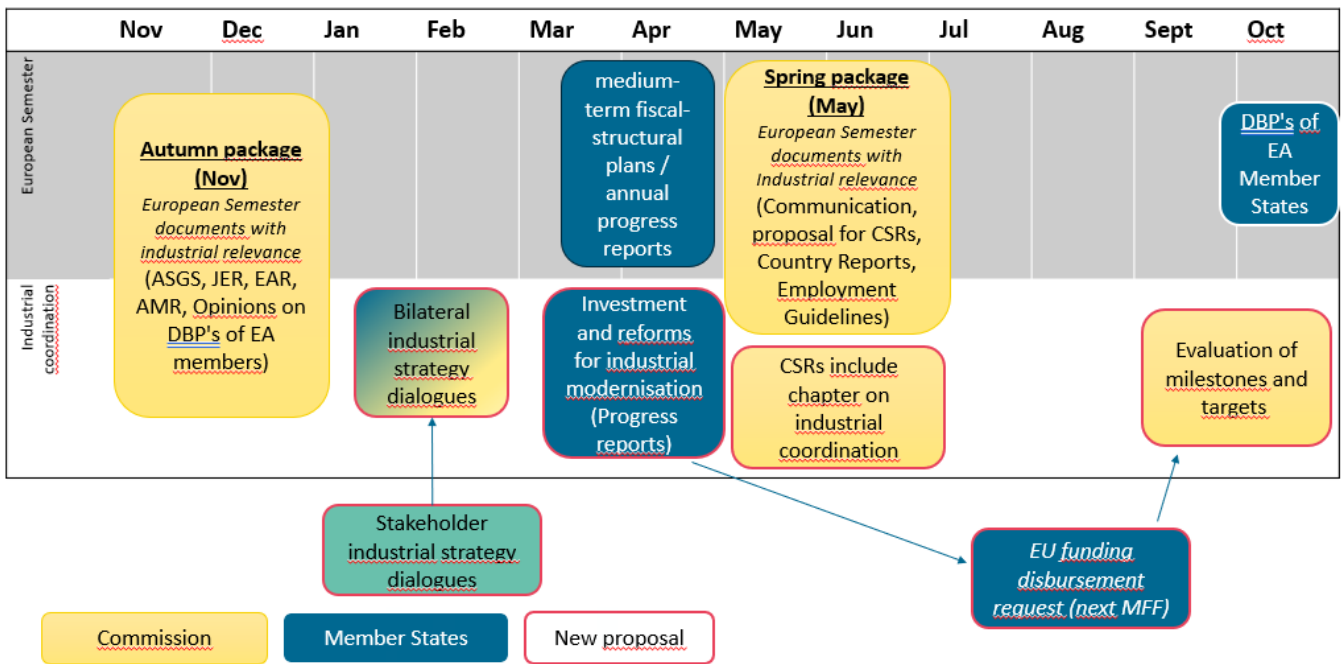 Nov Dec Jan Feb Mar Apr May Jun Jul Aug Sept Oct
European Semester
Industrial
coordination
Autumn package
(Nov)
European Semester
documents with
industrial relevance
(ASGS, JER, EAR,
AMR, Opinions on
DBP's of EA
members)
Bilateral
industrial
strategy
dialogues
Stakeholder
industrial strategy
dialogues
medium-
term fiscal-
structural
plans /
annual
progress
reports
Investment
and reforms
for industrial
modernisation
(Progress
reports)
Spring package
(May)
European Semester
documents with
Industrial relevance
(Communication,
proposal for CSRs,
Country Reports,
Employment
Guidelines)
CSRs include
chapter on
industrial
coordination
DBP's of
EA
Member
States
Evaluation of
milestones and
targets
EU funding
disbursement
request (next MFF)
Commission
Member States
New proposal